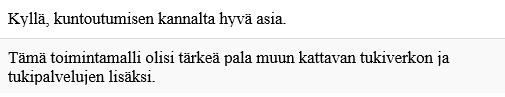 Kyllä, kuntoutumisen kannalta hyvä asia.
Tämä toimintamalli olisi tärkeä pala muun kattavan tukiverkon ja
tukipalvelujen lisäksi.